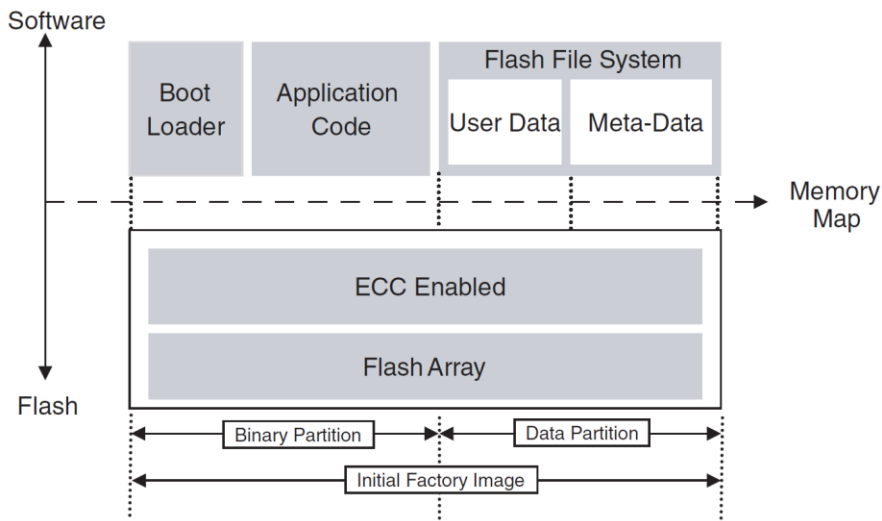 Software
Boot
Loader
Application
Code
Flash File System
User Data
Meta-Data
Memory
Map
ECC Enabled
Flash Array
Flash
Binary Partition
Data Partition
Initial Factory Image